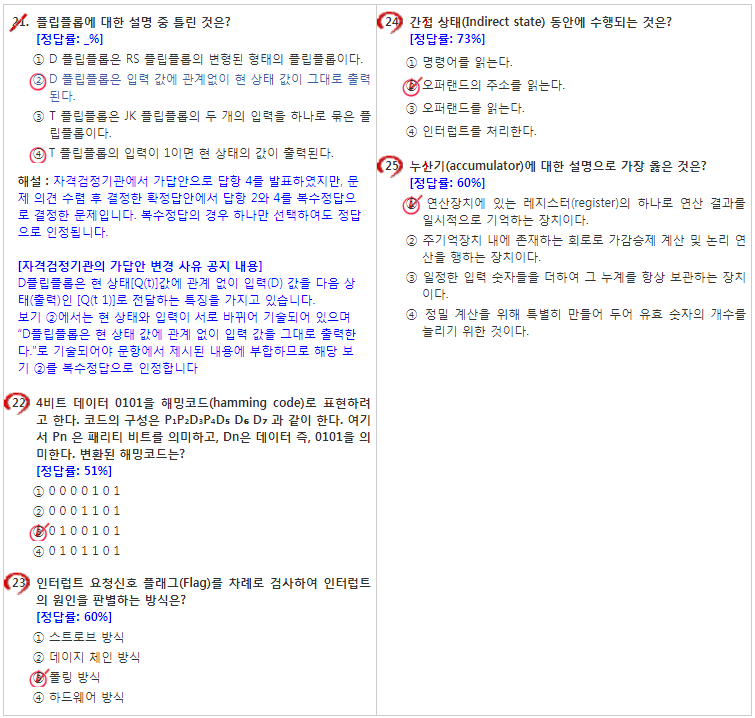 21. 플립플롭에 대한 설명 중 틀린 것은?
[정답률: _%]
① D 플립플롭은 RS 플립플롭의 변형된 형태의 플립플롭이다.
② D 플립플롭은 입력 값에 관계없이 현 상태 값이 그대로 출력
된다.
③ T 플립플롭은 JK 플립플롭의 두 개의 입력을 하나로 묶은 플
립플롭이다.
④ T 플립플롭의 입력이 1이면 현 상태의 값이 출력된다.
해설 : 자격검정기관에서 가답안으로 답항 4를 발표하였지만, 문
제 의견 수렴 후 결정한 확정답안에서 답항 2와 4를 복수정답으
로 결정한 문제입니다. 복수정답의 경우 하나만 선택하여도 정답
으로 인정됩니다.
[자격검정기관의 가답안 변경 사유 공지 내용]
D플립플롭은 현 상태[Q(t)]값에 관계 없이 입력(D) 값을 다음 상
태(출력)인 [Q(t 1)]로 전달하는 특징을 가지고 있습니다.
보기 ②에서는 현 상태와 입력이 서로 바뀌어 기술되어 있으며
“D플립플롭은 현 상태 값에 관계 없이 입력 값을 그대로 출력한
다.”로 기술되어야 문항에서 제시된 내용에 부합하므로 해당 보
기 ②를 복수정답으로 인정합니다
22. 4비트 데이터 0101을 해밍코드(hamming code)로 표현하려
고 한다. 코드의 구성은 P₁P₂D₃P₄D₅ D₆ D₇ 과 같이 한다. 여기
서 Pn 은 패리티 비트를 의미하고, Dn은 데이터 즉, 0101을 의
미한다. 변환된 해밍코드는?
[정답률: 51%]
① 0 0 0 0 1 0 1
② 0 0 0 1 1 0 1
③ 0 1 0 0 1 0 1
④ 0 1 0 1 1 0 1
23. 인터럽트 요청신호 플래그(Flag)를 차례로 검사하여 인터럽트
의 원인을 판별하는 방식은?
[정답률: 60%]
① 스트로브 방식
② 데이지 체인 방식
③ 폴링 방식
④ 하드웨어 방식
24. 간접 상태(Indirect state) 동안에 수행되는 것은?
[정답률: 73%]
① 명령어를 읽는다.
② 오퍼랜드의 주소를 읽는다.
③ 오퍼랜드를 읽는다.
④ 인터럽트를 처리한다.
25. 누산기(accumulator)에 대한 설명으로 가장 옳은 것은?
[정답률: 60%]
① 연산장치에 있는 레지스터(register)의 하나로 연산 결과를
일시적으로 기억하는 장치이다.
② 주기억장치 내에 존재하는 회로로 가감승제 계산 및 논리 연
산을 행하는 장치이다.
③ 일정한 입력 숫자들을 더하여 그 누계를 항상 보관하는 장치
이다.
④ 정밀 계산을 위해 특별히 만들어 두어 유효 숫자의 개수를
늘리기 위한 것이다.